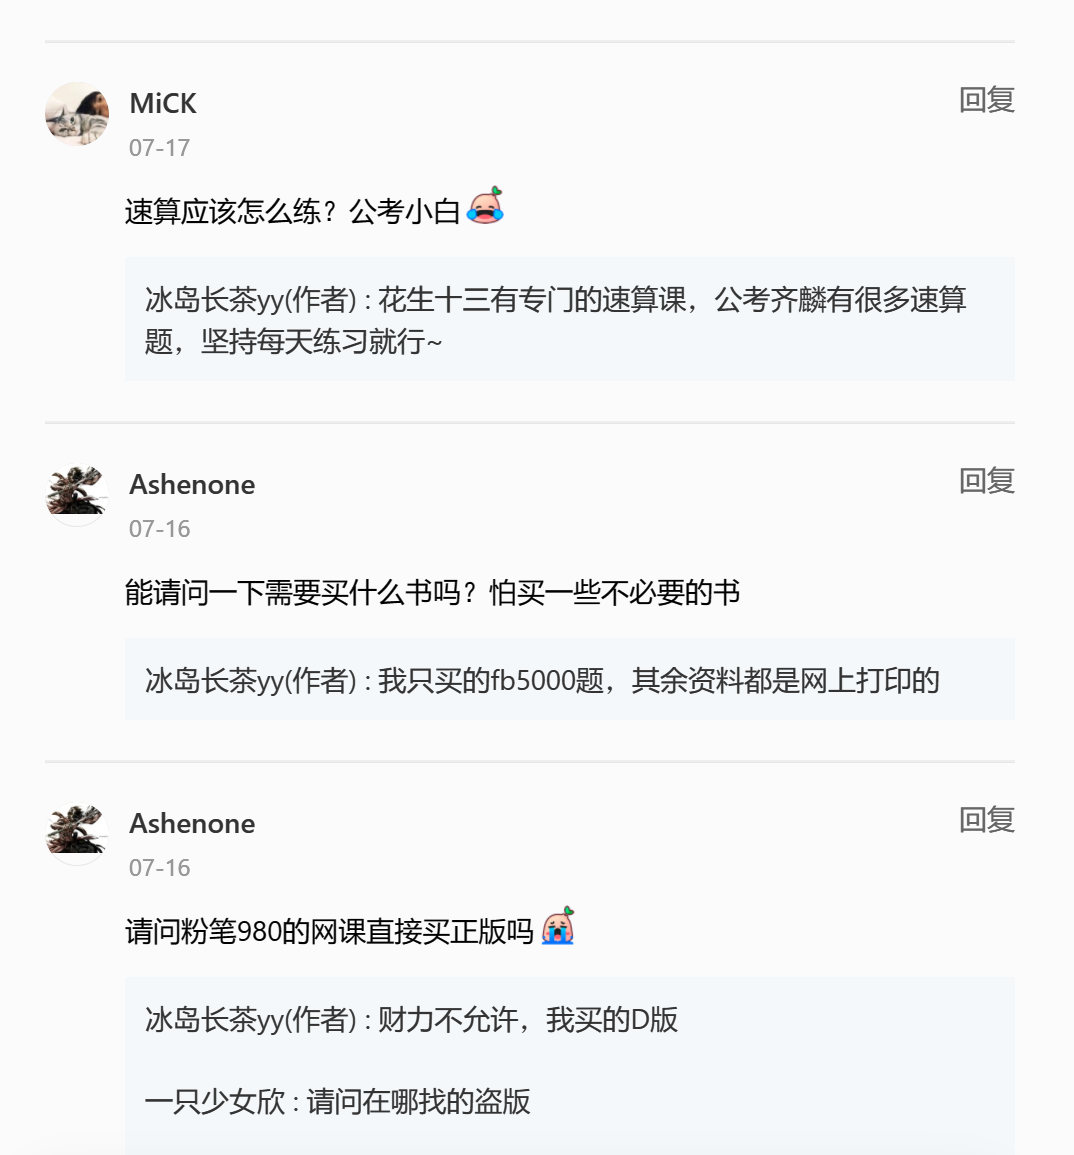 MiCK
回复
07-17
速算应该怎么练？公考小白
冰岛长茶yy(作者) : 花生十三有专门的速算课，公考齐麟有很多速算
题，坚持每天练习就行~
Ashenone
回复
07-16
能请问一下需要买什么书吗？怕买一些不必要的书
冰岛长茶yy(作者) : 我只买的fb5000题，其余资料都是网上打印的
Ashenone
回复
07-16
请问粉笔980的网课直接买正版吗
冰岛长茶yy(作者) : 财力不允许，我买的D版
一只少女欣 : 请问在哪找的盗版